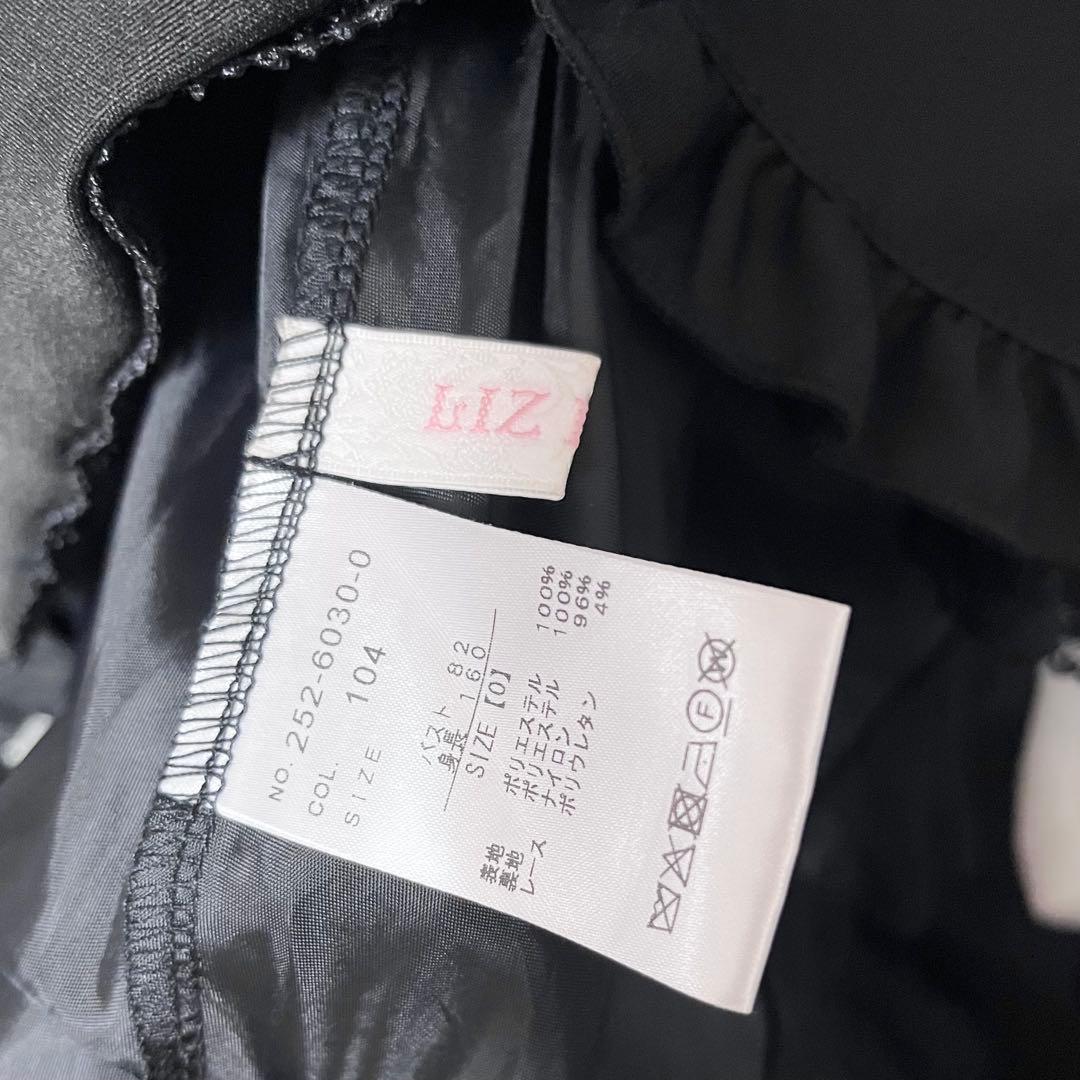 LIZ
NO. 252-6030-0
COL. 104
SIZE
バスト 82
身長 160
SIZE【0】
表地 ポリエステル 100%
裏地 ポリエステル 100%
レース ナイロン 96%
ポリウレタン 4%
F